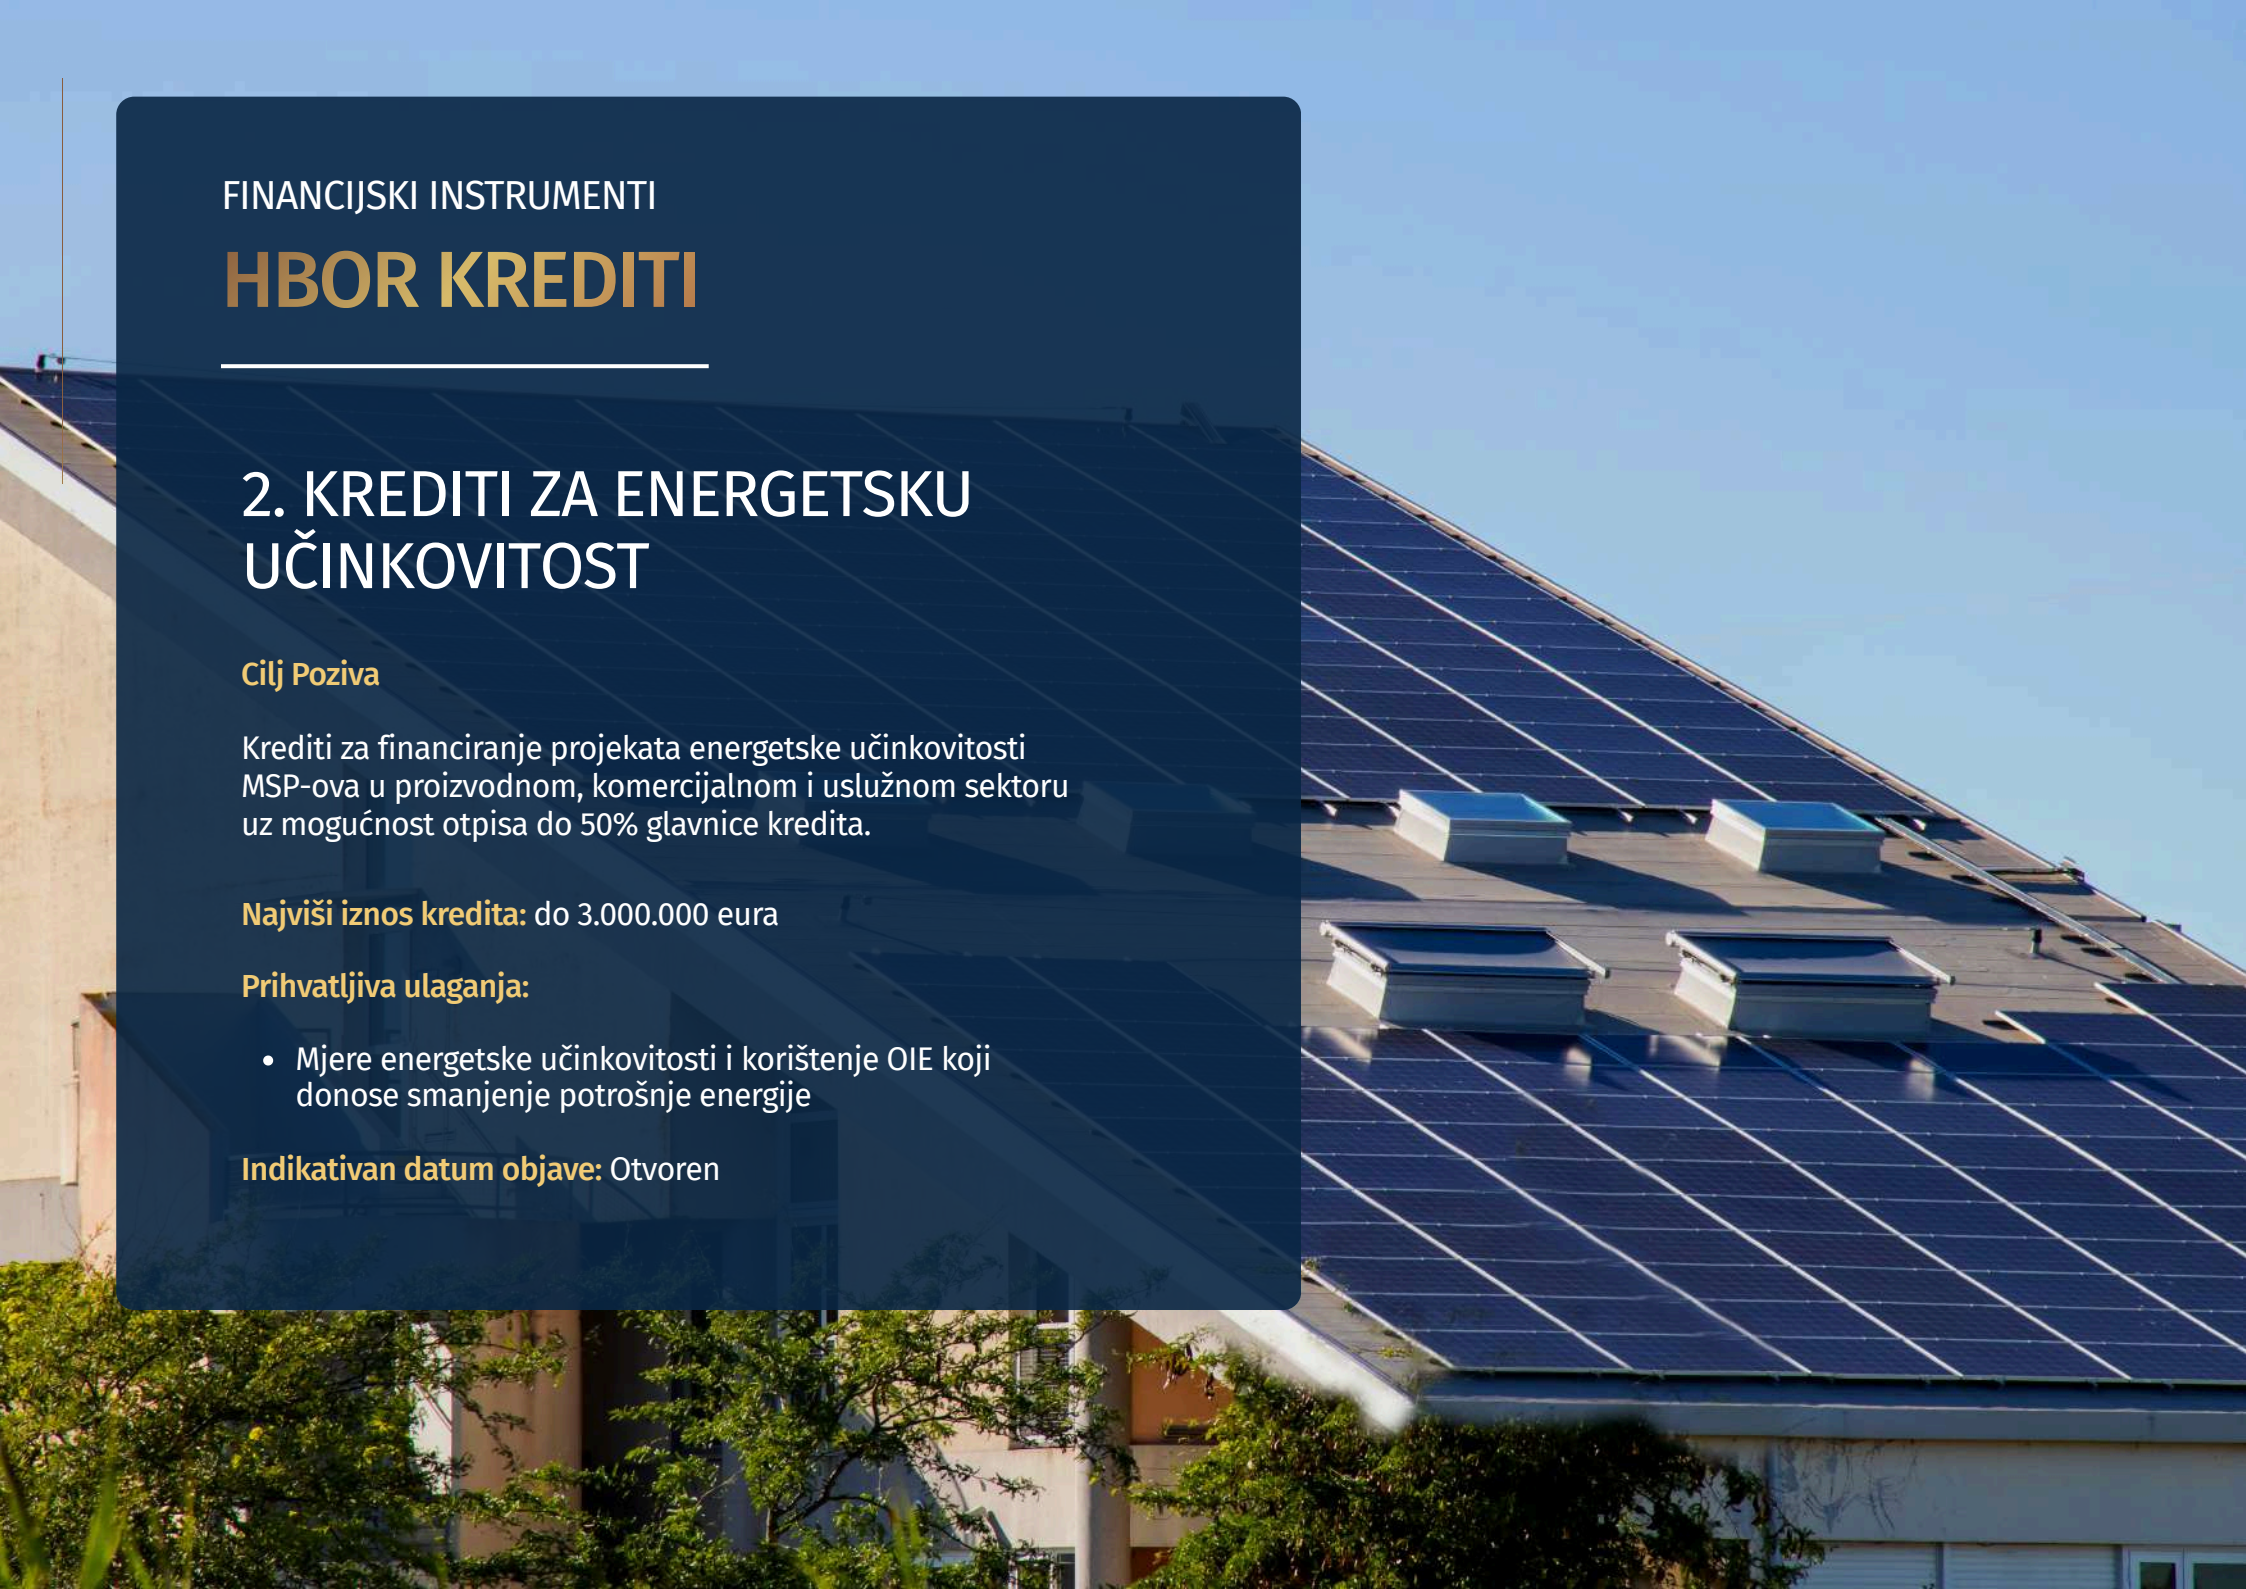 FINANCIJSKI INSTRUMENTI
HBOR KREDITI
2. KREDITI ZA ENERGETSKU
UČINKOVITOST
Cilj Poziva
Krediti za financiranje projekata energetske učinkovitosti
MSP-ova u proizvodnom, komercijalnom i uslužnom sektoru
uz mogućnost otpisa do 50% glavnice kredita.
Najviši iznos kredita: do 3.000.000 eura
Prihvatljiva ulaganja:
• Mjere energetske učinkovitosti i korištenje OIE koji
donose smanjenje potrošnje energije
Indikativan datum objave: Otvoren